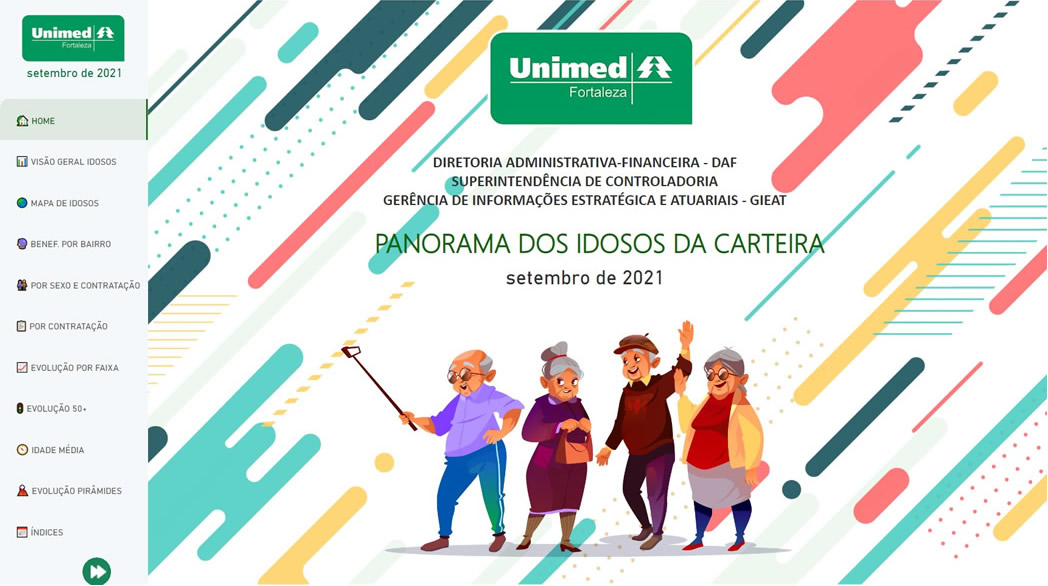 Unimed
Fortaleza
setembro de 2021
HOME
VISÃO GERAL IDOSOS
MAPA DE IDOSOS
BENEF. POR BAIRRO
POR SEXO E CONTRATAÇÃO
POR CONTRATAÇÃO
EVOLUÇÃO POR FAIXA
EVOLUÇÃO 50+
IDADE MÉDIA
EVOLUÇÃO PIRÂMIDES
ÍNDICES
Unimed
Fortaleza
DIRETORIA ADMINISTRATIVA-FINANCEIRA - DAF
SUPERINTENDÊNCIA DE CONTROLADORIA
GERÊNCIA DE INFORMAÇÕES ESTRATÉGICA E ATUARIAIS - GIEAT
PANORAMA DOS IDOSOS DA CARTEIRA
setembro de 2021